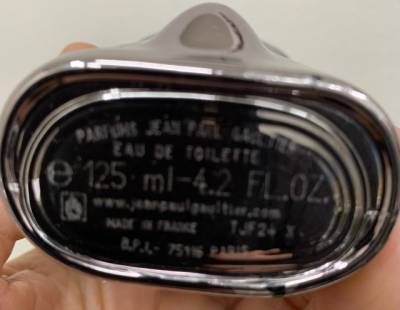 PARFUMS JEAN PAUL GAULTIER
EAU DE TOILETTE
125 ml-4.2 FL.OZ.
www.jeanpaulgaultier.com
MADE IN FRANCE TJF2+ X
B.P.I.- 75116 PARIS